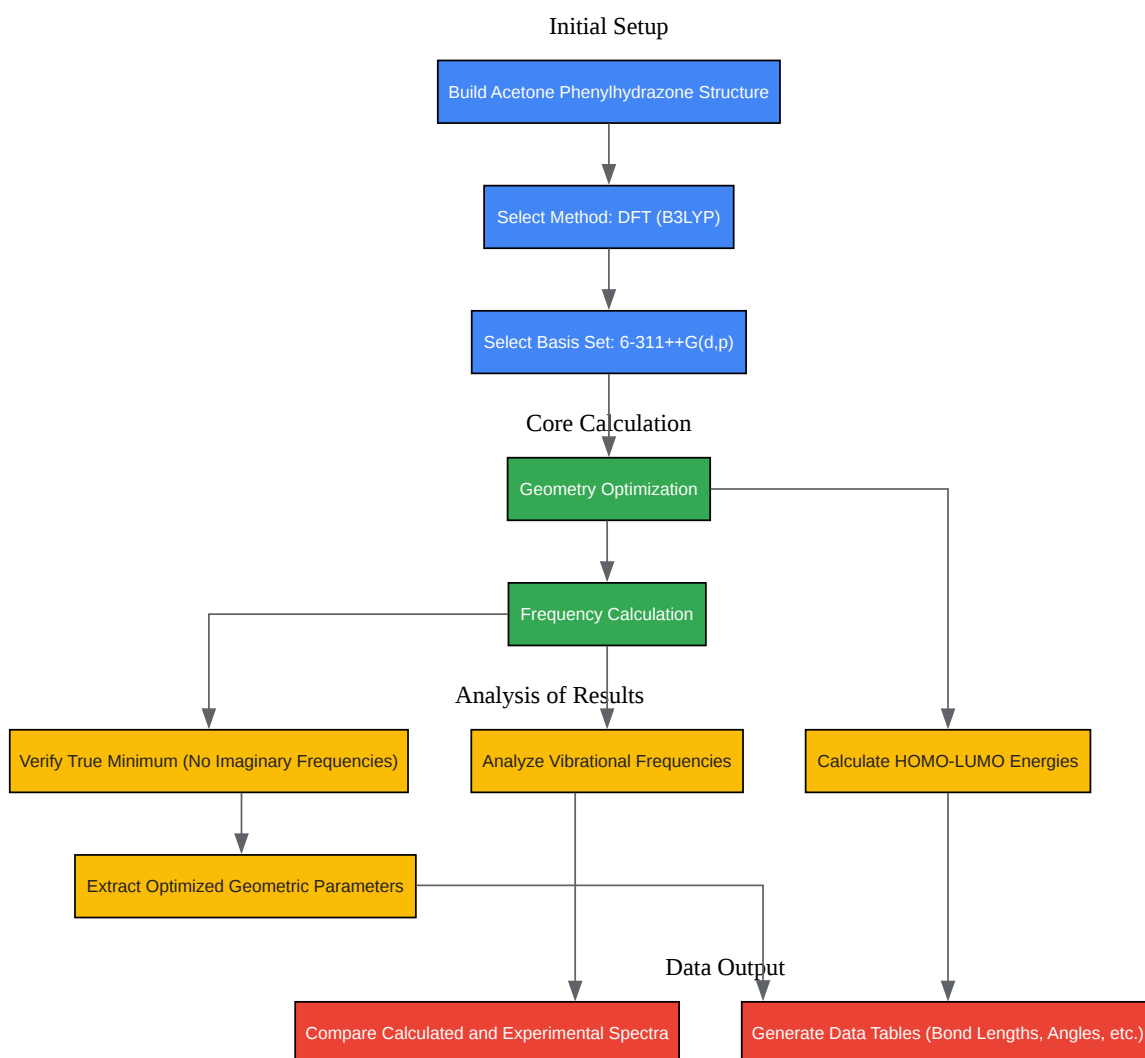 Initial Setup
Build Acetone Phenylhydrazone Structure
Select Method: DFT (B3LYP)
Select Basis Set: 6-311++G(d,p)
Core Calculation
Geometry Optimization
Frequency Calculation
Analysis of Results
Verify True Minimum (No Imaginary Frequencies)
Analyze Vibrational Frequencies
Calculate HOMO-LUMO Energies
Extract Optimized Geometric Parameters
Data Output
Compare Calculated and Experimental Spectra
Generate Data Tables (Bond Lengths, Angles, etc.)